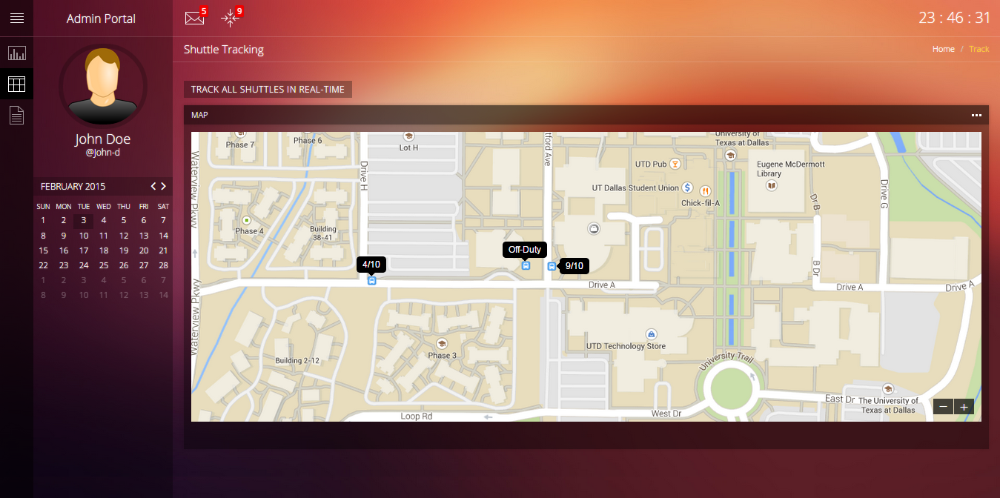 Admin Portal
5
9
23 : 46 : 31
Shuttle Tracking
Home / Track
John Doe
@John-d
FEBRUARY 2015
SUN MON TUE WED THU FRI SAT
1 2 3 4 5 6 7
8 9 10 11 12 13 14
15 16 17 18 19 20 21
22 23 24 25 26 27 28
1 2 3 4 5 6 7
8 9 10 11 12 13 14
TRACK ALL SHUTTLES IN REAL-TIME
MAP
Phase 7
Phase 6
Lot H
Drive H
tford Ave
University of
Texas at Dallas
UTD Pub
Eugene McDermott
Library
UT Dallas Student Union
Chick-fil-A
Dr B
Drive G
Waterview Pkwy
Phase 4
Building
38-41
Off-Duty
4/10
9/10
B Dr
Drive A
Drive A
Drive A
Waterview Pkwy
UTD Technology Store
Phase 3
Building 2-12
University Trail
East Dr
The University of
Texas at Dallas
West Dr
Loop Rd